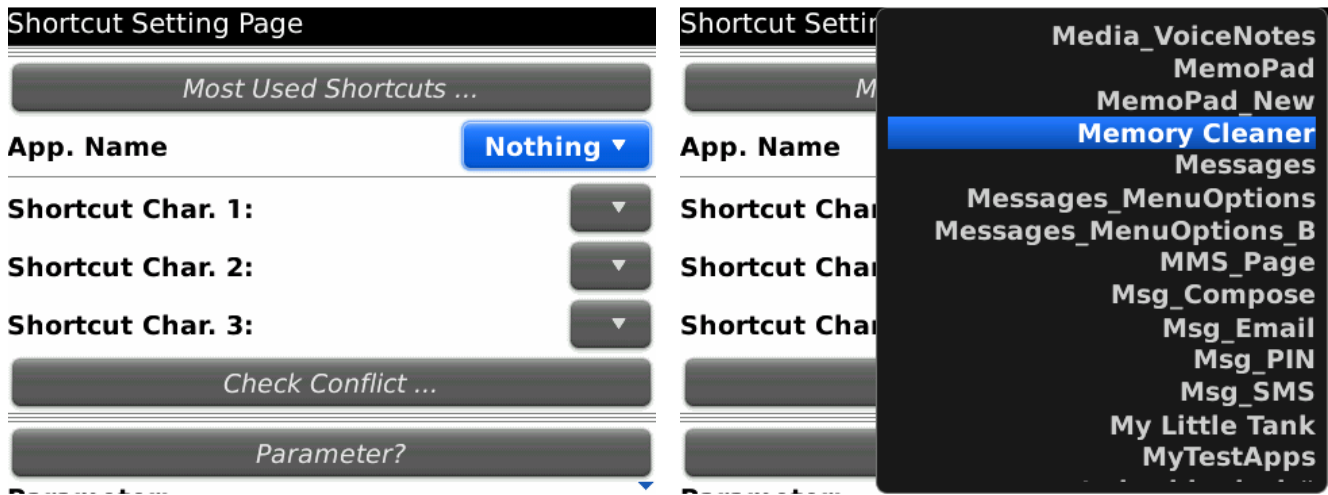 Shortcut Setting Page
Most Used Shortcuts ...
App. Name
Nothing
Shortcut Char. 1:
Shortcut Char. 2:
Shortcut Char. 3:
Check Conflict ...
Parameter?
Shortcut Settin
M
App. Name
Shortcut Char
Shortcut Char
Shortcut Char
Media_VoiceNotes
MemoPad
MemoPad_New
Memory Cleaner
Messages
Messages_MenuOptions
Messages_MenuOptions_B
MMS_Page
Msg_Compose
Msg_Email
Msg_PIN
Msg_SMS
My Little Tank
MyTestApps